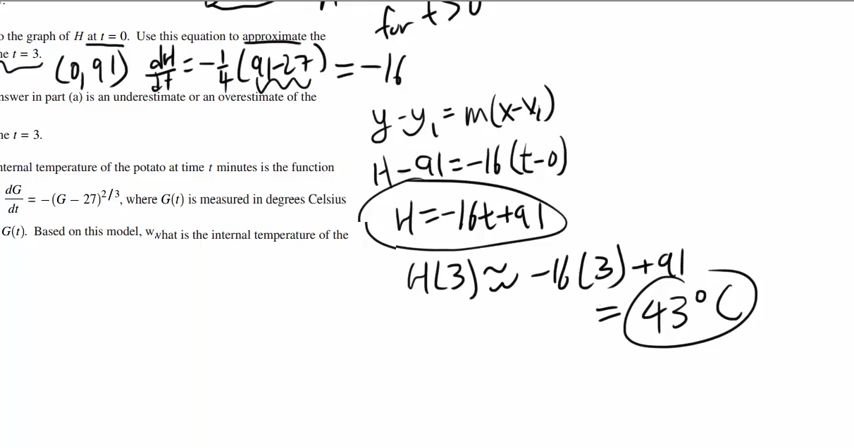 for t > 0
o the graph of H at t = 0. Use this equation to approximate the
ne t = 3.
(0, 91) dH/dt = -1/4 (91-27) = -16
nswer in part (a) is an underestimate or an overestimate of the
y - y₁ = m(x - x₁)
ne t = 3.
H - 91 = -16(t - 0)
nternal temperature of the potato at time t minutes is the function
dG/dt = −(G − 27)^2/3, where G(t) is measured in degrees Celsius
H = -16t + 91
G(t). Based on this model, what is the internal temperature of the
H(3) ≈ -16(3) + 91
= 43°C